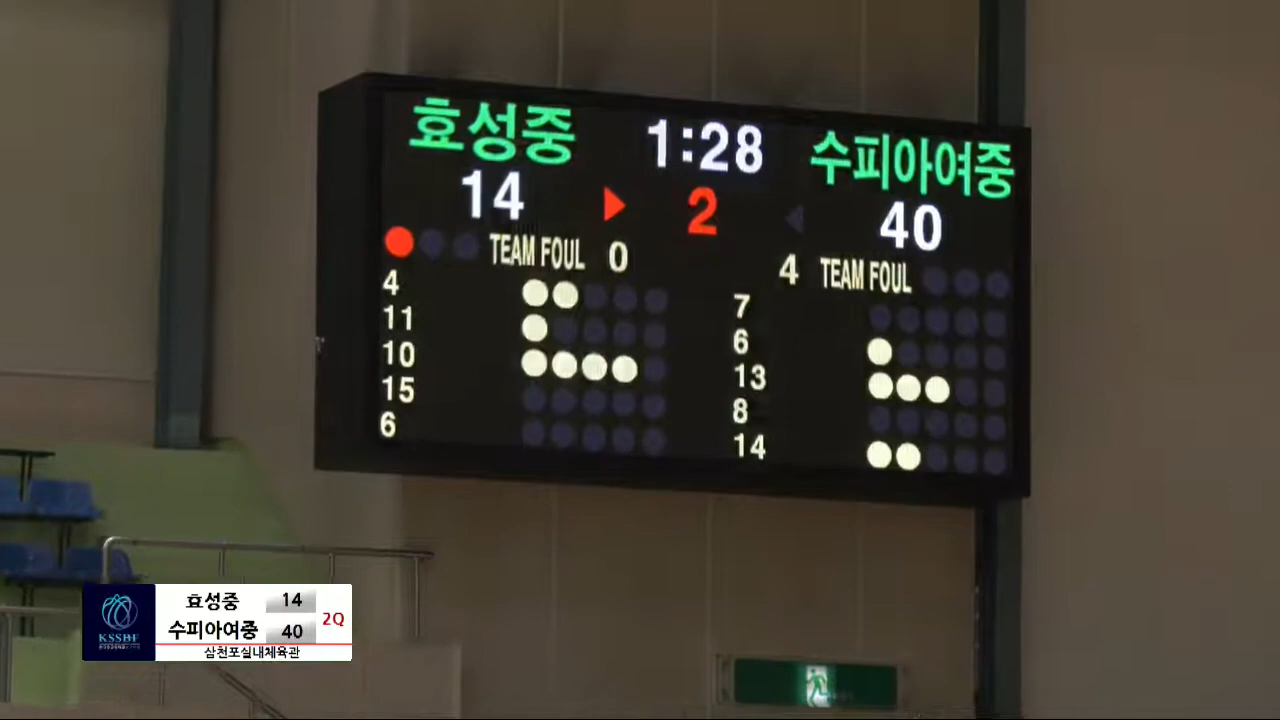 효성중 1:28 수피아여중
14 2 40
TEAM FOUL 0 4 TEAM FOUL
4 7
11 6
10 13
15 8
6 14
효성중 14
수피아여중 40
2Q
KSSBF
삼천포실내체육관